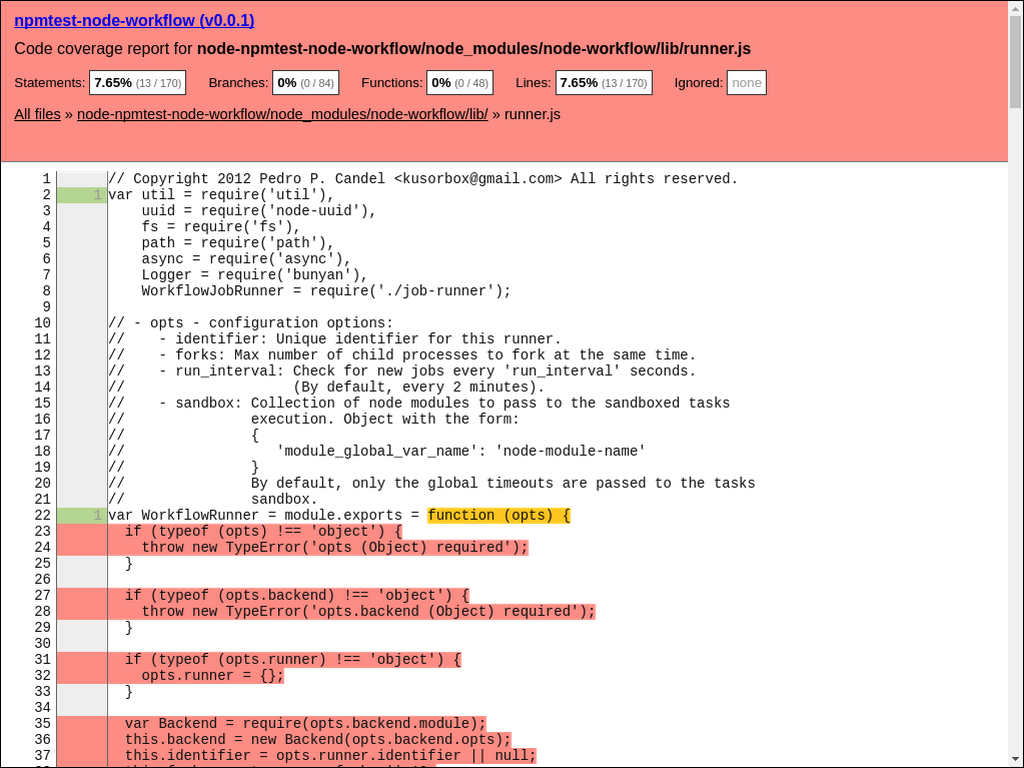 npmtest-node-workflow (v0.0.1)
Code coverage report for node-npmtest-node-workflow/node_modules/node-workflow/lib/runner.js
Statements: 7.65% (13 / 170) Branches: 0% (0 / 84) Functions: 0% (0 / 48) Lines: 7.65% (13 / 170) Ignored: none
All files » node-npmtest-node-workflow/node_modules/node-workflow/lib/ » runner.js
1 // Copyright 2012 Pedro P. Candel <kusorbox@gmail.com> All rights reserved.
2 1 var util = require('util'),
3     uuid = require('node-uuid'),
4     fs = require('fs'),
5     path = require('path'),
6     async = require('async'),
7     Logger = require('bunyan'),
8     WorkflowJobRunner = require('./job-runner');
9
10 // - opts - configuration options:
11 //    - identifier: Unique identifier for this runner.
12 //    - forks: Max number of child processes to fork at the same time.
13 //    - run_interval: Check for new jobs every 'run_interval' seconds.
14 //                    (By default, every 2 minutes).
15 //    - sandbox: Collection of node modules to pass to the sandboxed tasks
16 //               execution. Object with the form:
17 //               {
18 //                  'module_global_var_name': 'node-module-name'
19 //               }
20 //               By default, only the global timeouts are passed to the tasks
21 //               sandbox.
22 1 var WorkflowRunner = module.exports = function (opts) {
23   if (typeof (opts) !== 'object') {
24     throw new TypeError('opts (Object) required');
25   }
26
27   if (typeof (opts.backend) !== 'object') {
28     throw new TypeError('opts.backend (Object) required');
29   }
30
31   if (typeof (opts.runner) !== 'object') {
32     opts.runner = {};
33   }
34
35   var Backend = require(opts.backend.module);
36   this.backend = new Backend(opts.backend.opts);
37   this.identifier = opts.runner.identifier || null;